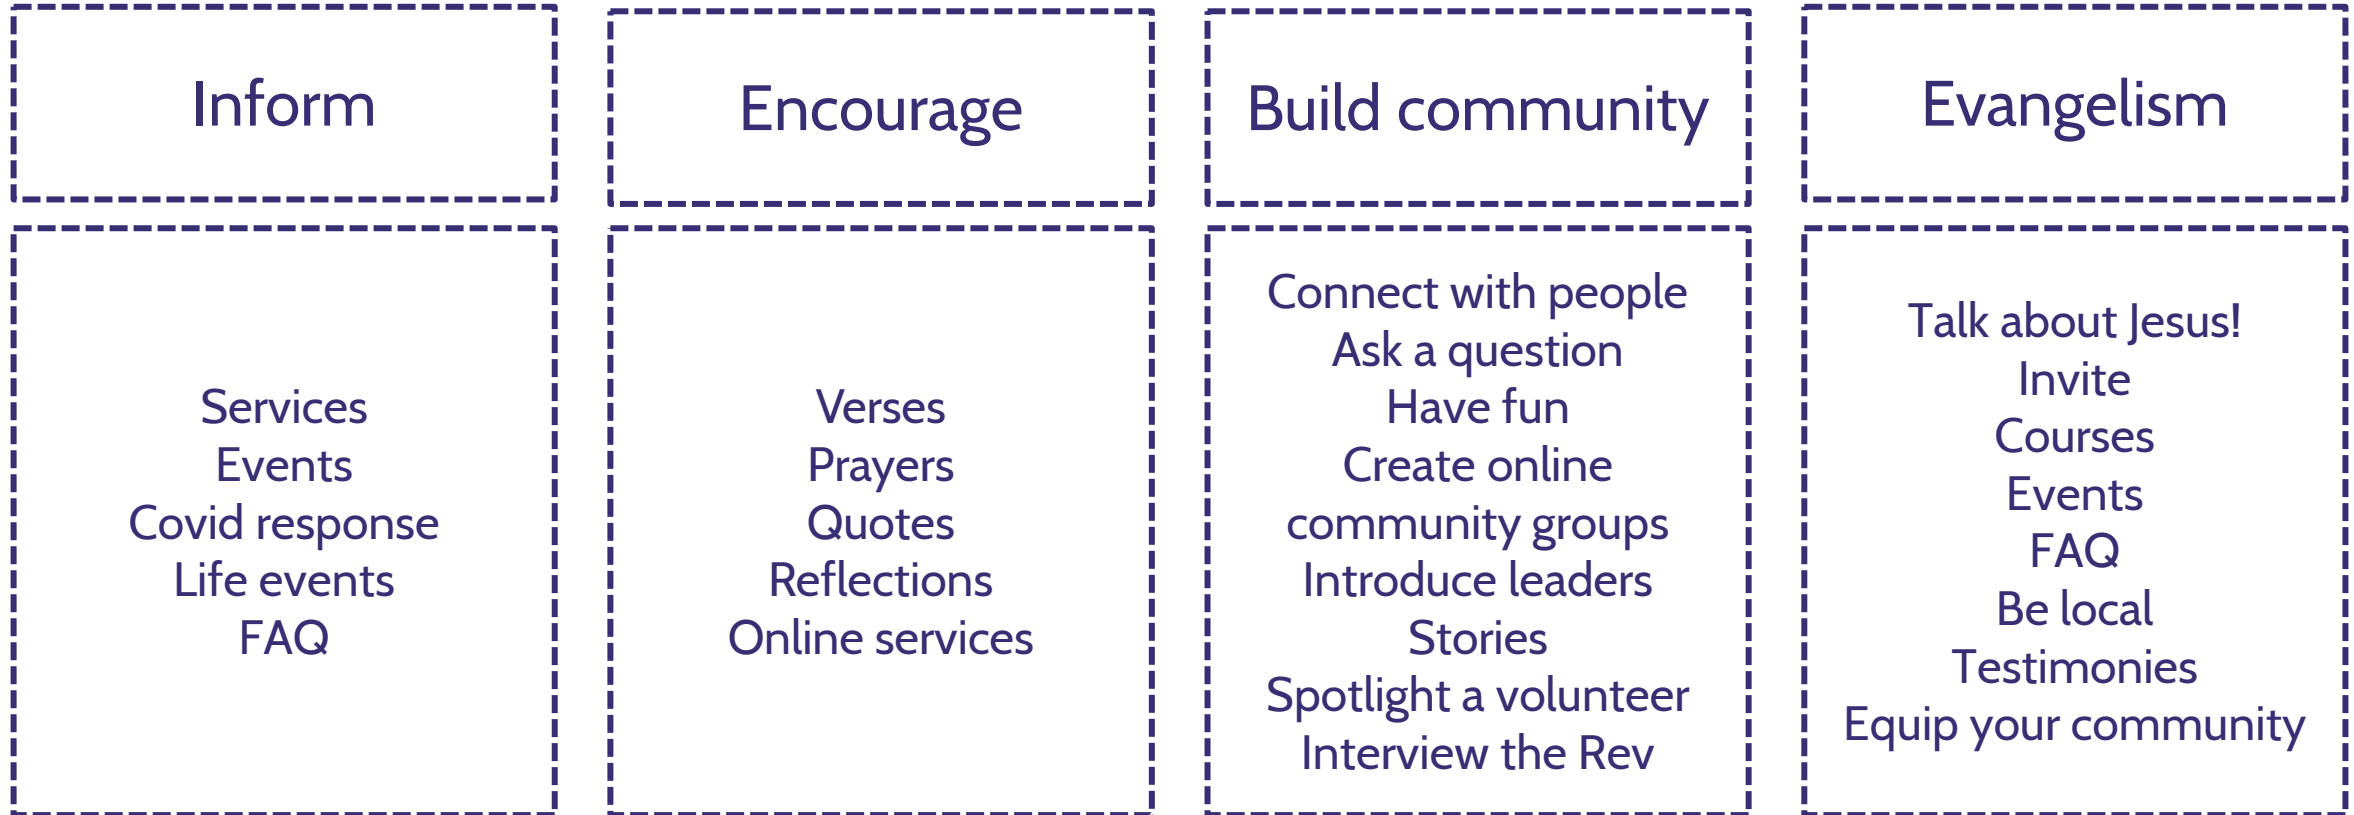 Inform
Services
Events
Covid response
Life events
FAQ
Encourage
Verses
Prayers
Quotes
Reflections
Online services
Build community
Connect with people
Ask a question
Have fun
Create online
community groups
Introduce leaders
Stories
Spotlight a volunteer
Interview the Rev
Evangelism
Talk about Jesus!
Invite
Courses
Events
FAQ
Be local
Testimonies
Equip your community